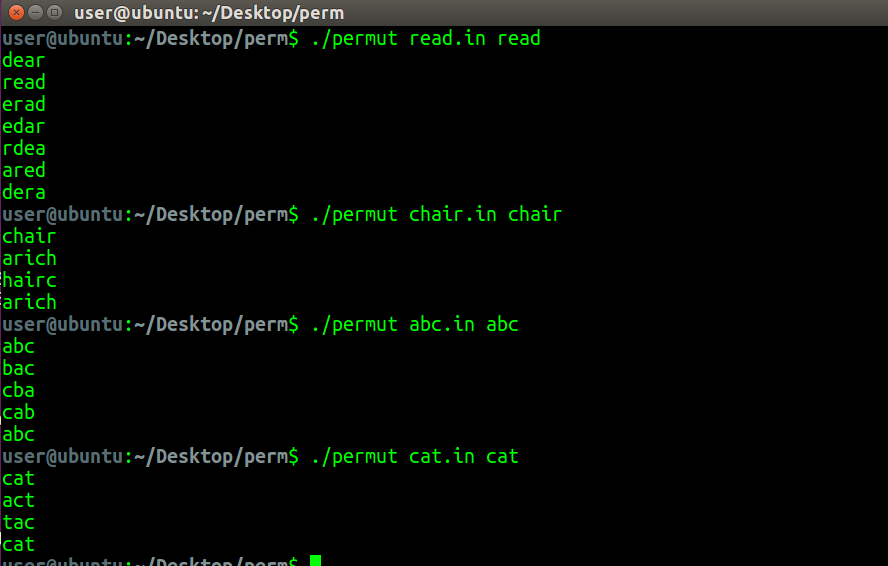 user@ubuntu: ~/Desktop/perm
user@ubuntu:~/Desktop/perm$ ./permut read.in read
dear
read
erad
edar
rdea
ared
dera
user@ubuntu:~/Desktop/perm$ ./permut chair.in chair
chair
arich
hairc
arich
user@ubuntu:~/Desktop/perm$ ./permut abc.in abc
abc
bac
cba
cab
abc
user@ubuntu:~/Desktop/perm$ ./permut cat.in cat
cat
act
tac
cat
user@ubuntu:~/Desktop/perm$